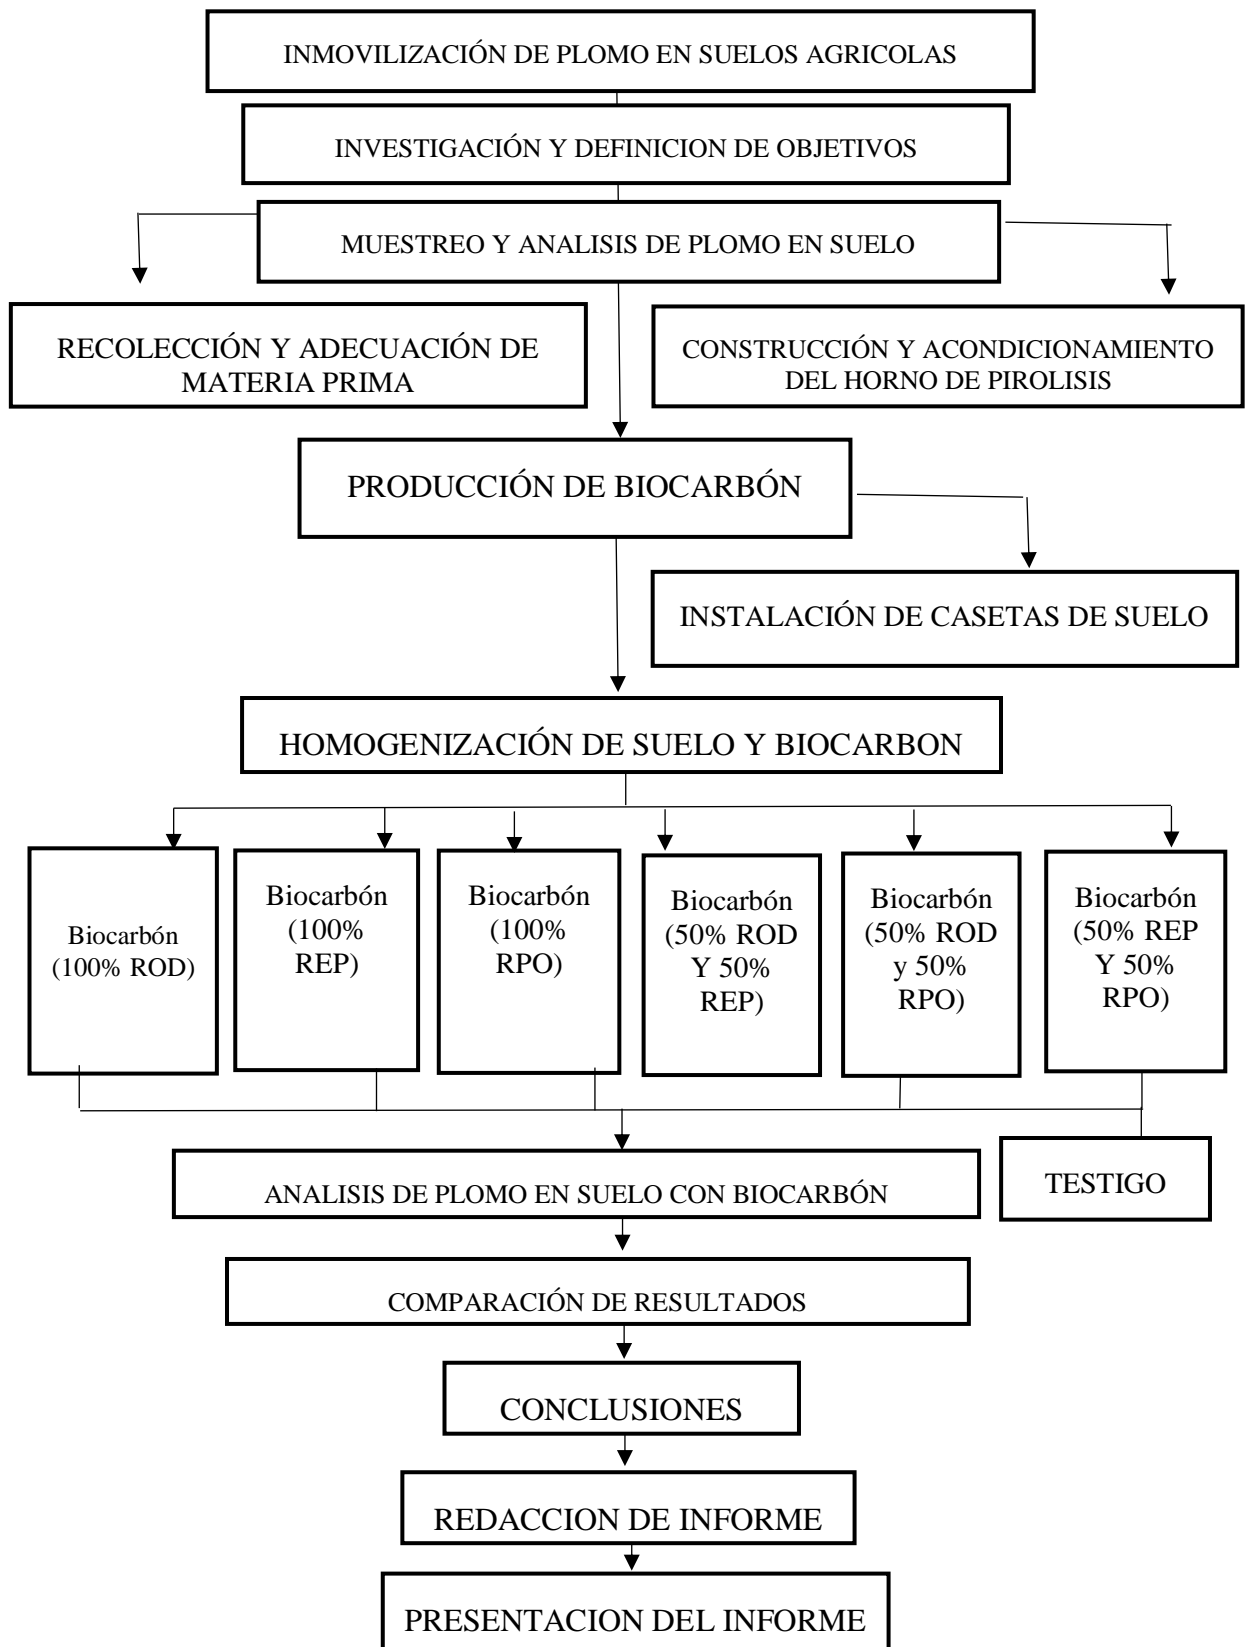 INMOVILIZACIÓN DE PLOMO EN SUELOS AGRICOLAS
INVESTIGACIÓN Y DEFINICION DE OBJETIVOS
MUESTREO Y ANALISIS DE PLOMO EN SUELO
RECOLECCIÓN Y ADECUACIÓN DE
MATERIA PRIMA
CONSTRUCCIÓN Y ACONDICIONAMIENTO
DEL HORNO DE PIROLISIS
PRODUCCIÓN DE BIOCARBÓN
INSTALACIÓN DE CASETAS DE SUELO
HOMOGENIZACIÓN DE SUELO Y BIOCARBON
Biocarbón
(100% ROD)
Biocarbón
(100%
REP)
Biocarbón
(100%
RPO)
Biocarbón
(50% ROD
Y 50%
REP)
Biocarbón
(50% ROD
y 50%
RPO)
Biocarbón
(50% REP
Y 50%
RPO)
ANALISIS DE PLOMO EN SUELO CON BIOCARBÓN
TESTIGO
COMPARACIÓN DE RESULTADOS
CONCLUSIONES
REDACCION DE INFORME
PRESENTACION DEL INFORME